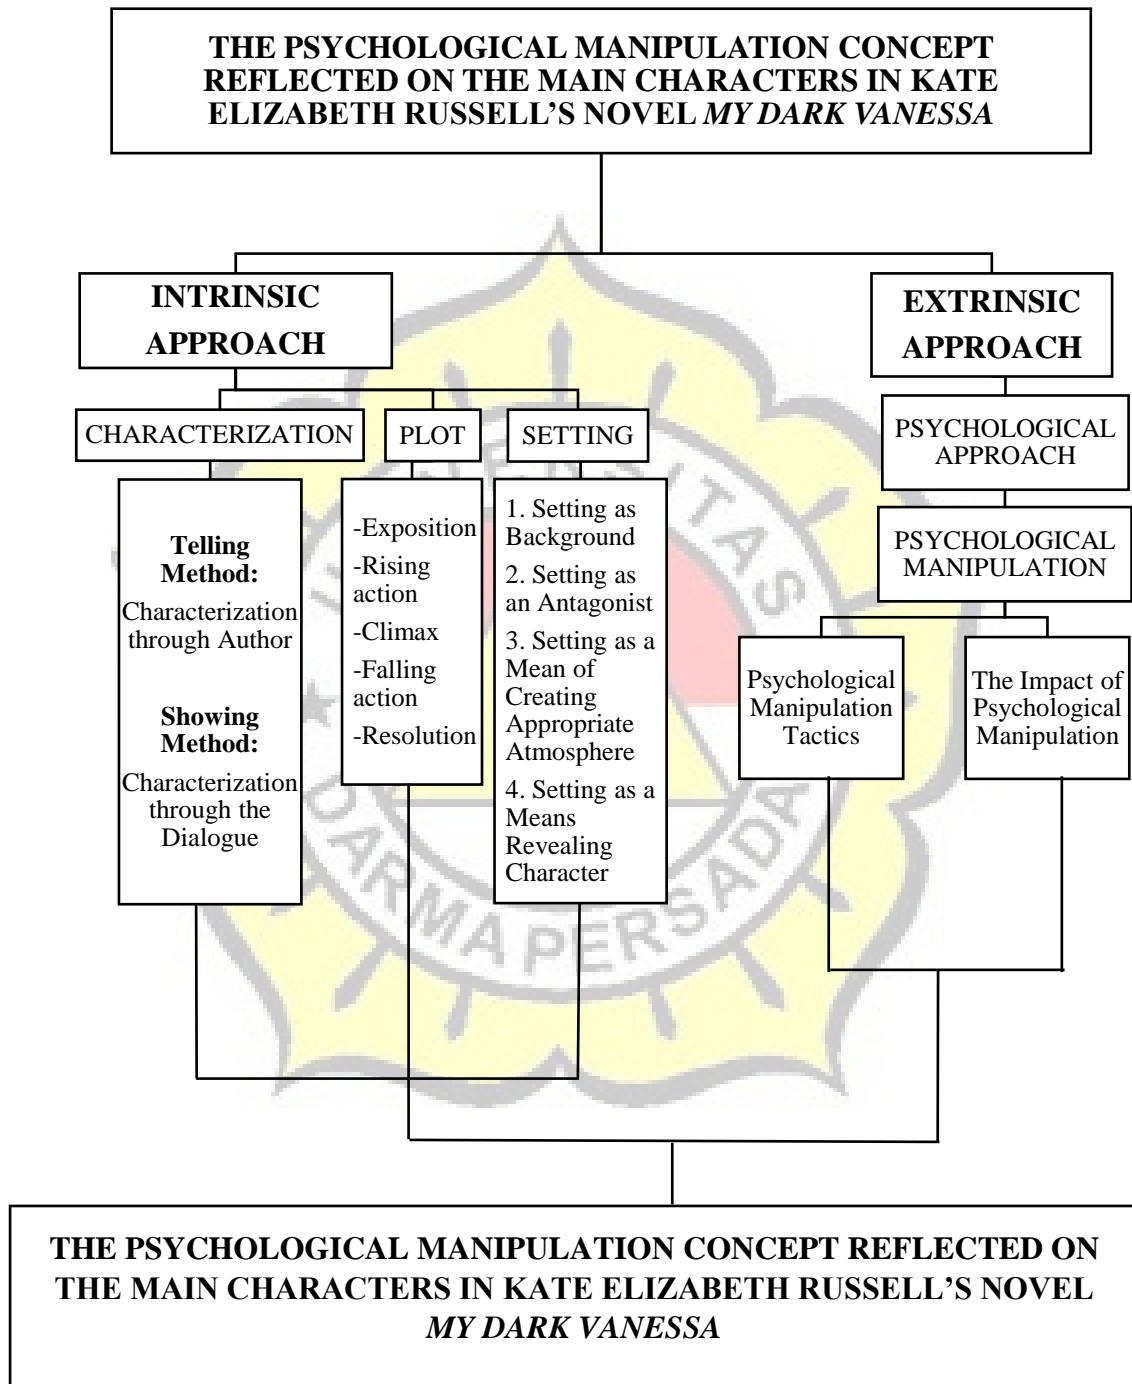 THE PSYCHOLOGICAL MANIPULATION CONCEPT
REFLECTED ON THE MAIN CHARACTERS IN KATE
ELIZABETH RUSSELL’S NOVEL MY DARK VANESSA
INTRINSIC
APPROACH
EXTRINSIC
APPROACH
CHARACTERIZATION
PLOT
SETTING
PSYCHOLOGICAL
APPROACH
Telling
Method:
Characterization
through Author
Showing
Method:
Characterization
through the
Dialogue
-Exposition
-Rising
action
-Climax
-Falling
action
-Resolution
1. Setting as
Background
2. Setting as
an Antagonist
3. Setting as a
Mean of
Creating
Appropriate
Atmosphere
4. Setting as a
Means
Revealing
Character
PSYCHOLOGICAL
MANIPULATION
Psychological
Manipulation
Tactics
The Impact of
Psychological
Manipulation
UNIVERSITAS
DARMA PERSADA
THE PSYCHOLOGICAL MANIPULATION CONCEPT REFLECTED ON
THE MAIN CHARACTERS IN KATE ELIZABETH RUSSELL’S NOVEL
MY DARK VANESSA